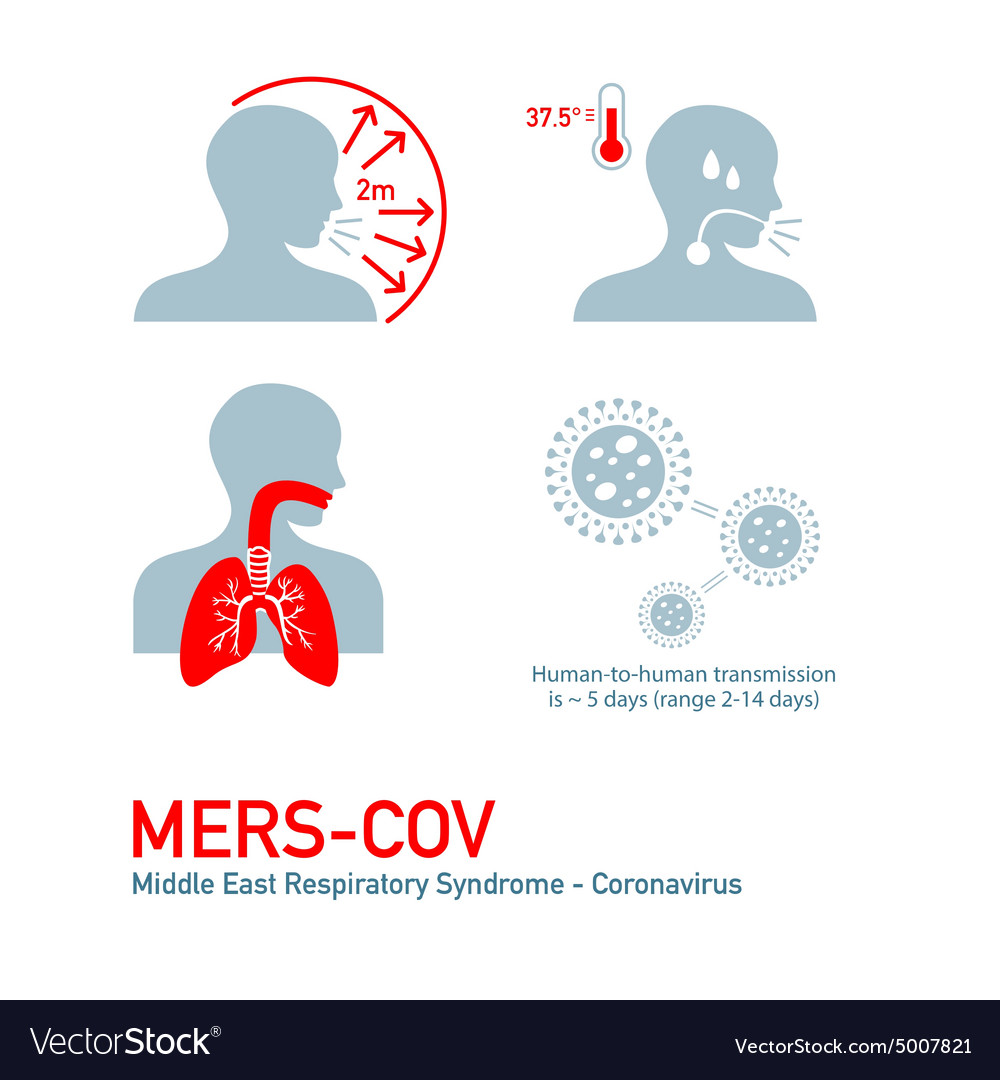 2m
37.5°
Human-to-human transmission
is ~ 5 days (range 2-14 days)
MERS-COV
Middle East Respiratory Syndrome - Coronavirus
VectorStock®
VectorStock.com/5007821